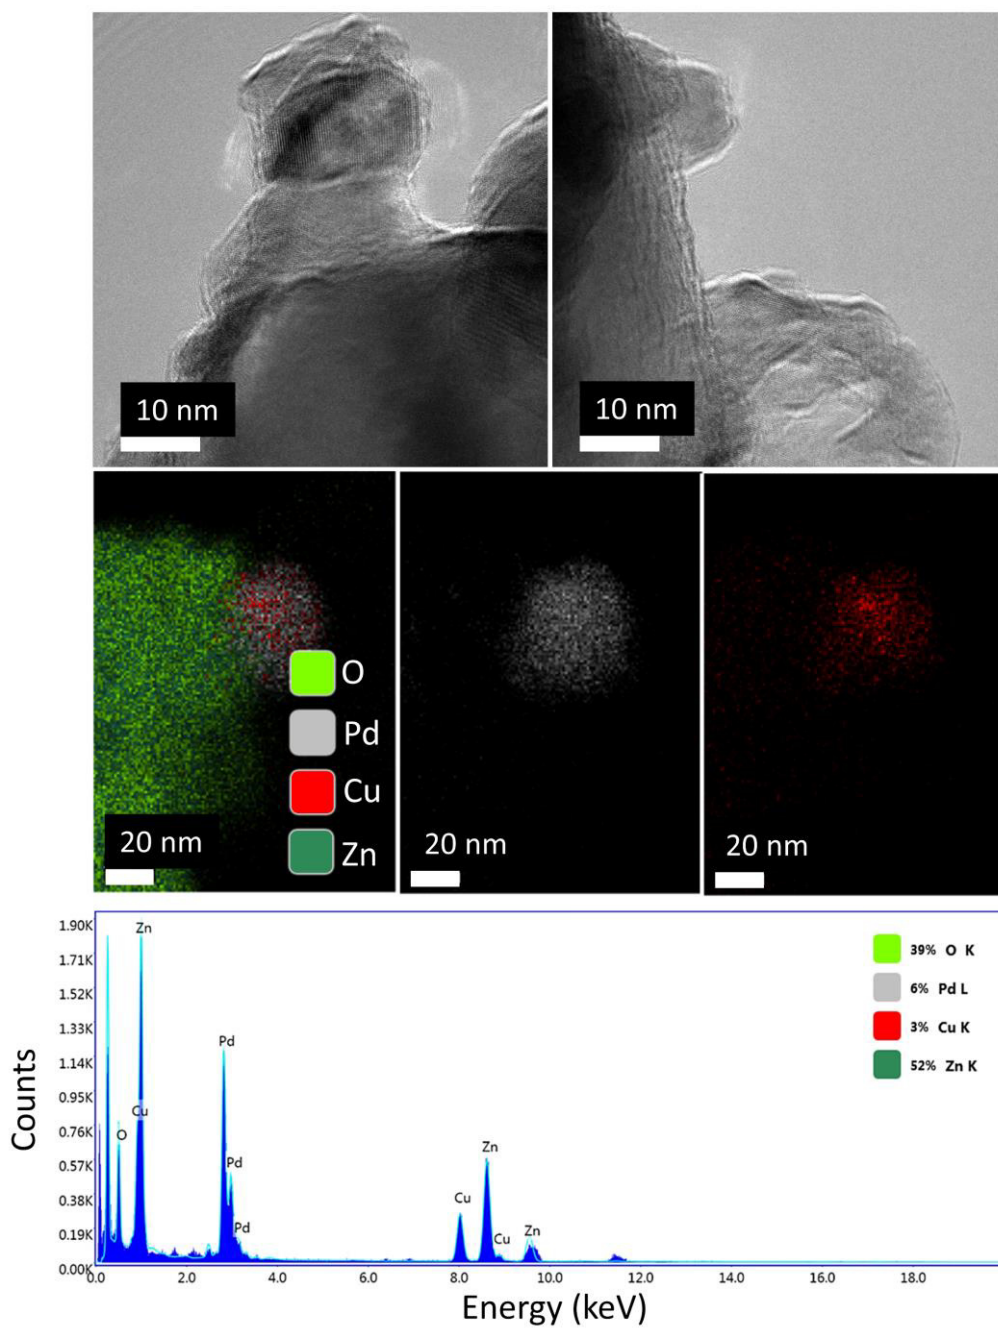 10 nm
10 nm
O
Pd
Cu
Zn
20 nm
20 nm
20 nm
1.90K
1.71K
1.52K
1.33K
1.14K
0.95K
0.76K
0.57K
0.38K
0.19K
0.00K
Counts
Zn
Cu
O
Pd
Pd
Pd
Cu
Zn
Cu
Zn
39% O K
6% Pd L
3% Cu K
52% Zn K
0.0 2.0 4.0 6.0 8.0 10.0 12.0 14.0 16.0 18.0
Energy (keV)